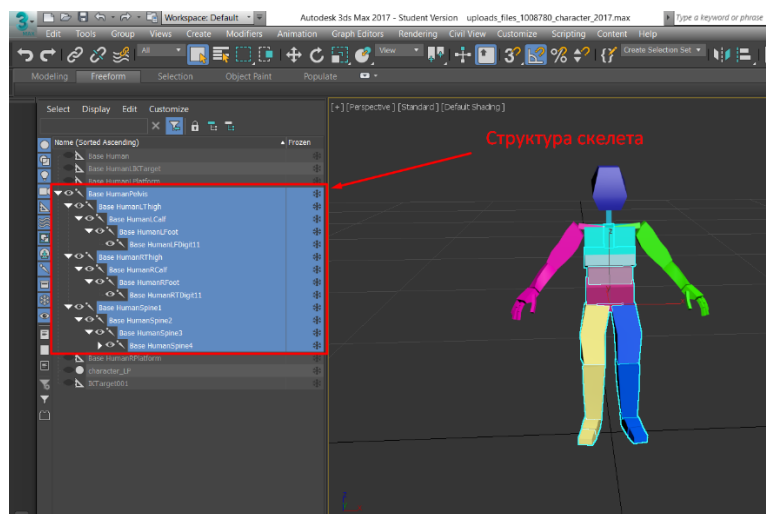 3
Workspace: Default
Autodesk 3ds Max 2017 - Student Version uploads_files_1008780_character_2017.max
Type a keyword or phrase
Edit Tools Group Views Create Modifiers Animation Graph Editors Rendering Civil View Customize Scripting Content Help
All
View
Create Selection Set
Modeling Freeform Selection Object Paint Populate
Select Display Edit Customize
[+] [Perspective ] [Standard ] [Default Shading ]
Name (Sorted Ascending) Frozen
Структура скелета
Base Human
Base HumanLIKTarget
Base HumanLPlatform
Base HumanPelvis
Base HumanLThigh
Base HumanLCalf
Base HumanLFoot
Base HumanLFDigit11
Base HumanRThigh
Base HumanRCalf
Base HumanRFoot
Base HumanRTDigit11
Base HumanSpine1
Base HumanSpine2
Base HumanSpine3
Base HumanSpine4
Base HumanRPlatform
character_LP
IKTarget001